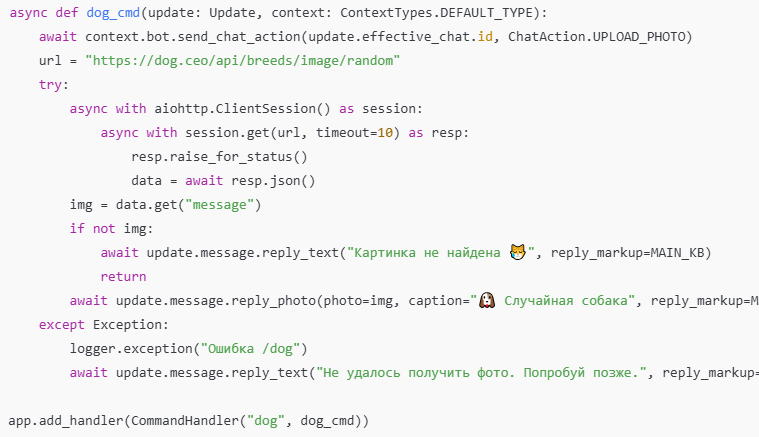 async def dog_cmd(update: Update, context: ContextTypes.DEFAULT_TYPE):
    await context.bot.send_chat_action(update.effective_chat.id, ChatAction.UPLOAD_PHOTO)
    url = "https://dog.ceo/api/breeds/image/random"
    try:
        async with aiohttp.ClientSession() as session:
            async with session.get(url, timeout=10) as resp:
                resp.raise_for_status()
                data = await resp.json()
        img = data.get("message")
        if not img:
            await update.message.reply_text("Картинка не найдена 😹", reply_markup=MAIN_KB)
            return
        await update.message.reply_photo(photo=img, caption="🐶 Случайная собака", reply_markup=M
    except Exception:
        logger.exception("Ошибка /dog")
        await update.message.reply_text("Не удалось получить фото. Попробуй позже.", reply_markup=
app.add_handler(CommandHandler("dog", dog_cmd))